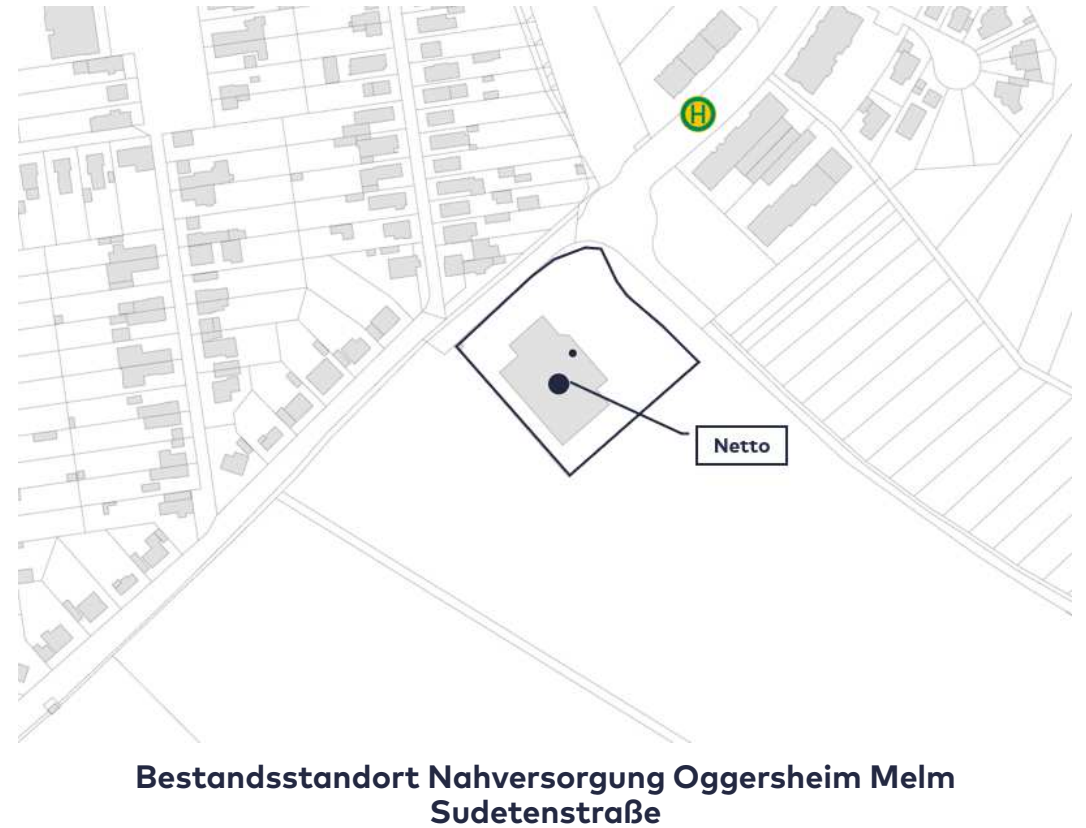 H
Netto
Bestandsstandort Nahversorgung Oggersheim Melm
Sudetenstraße